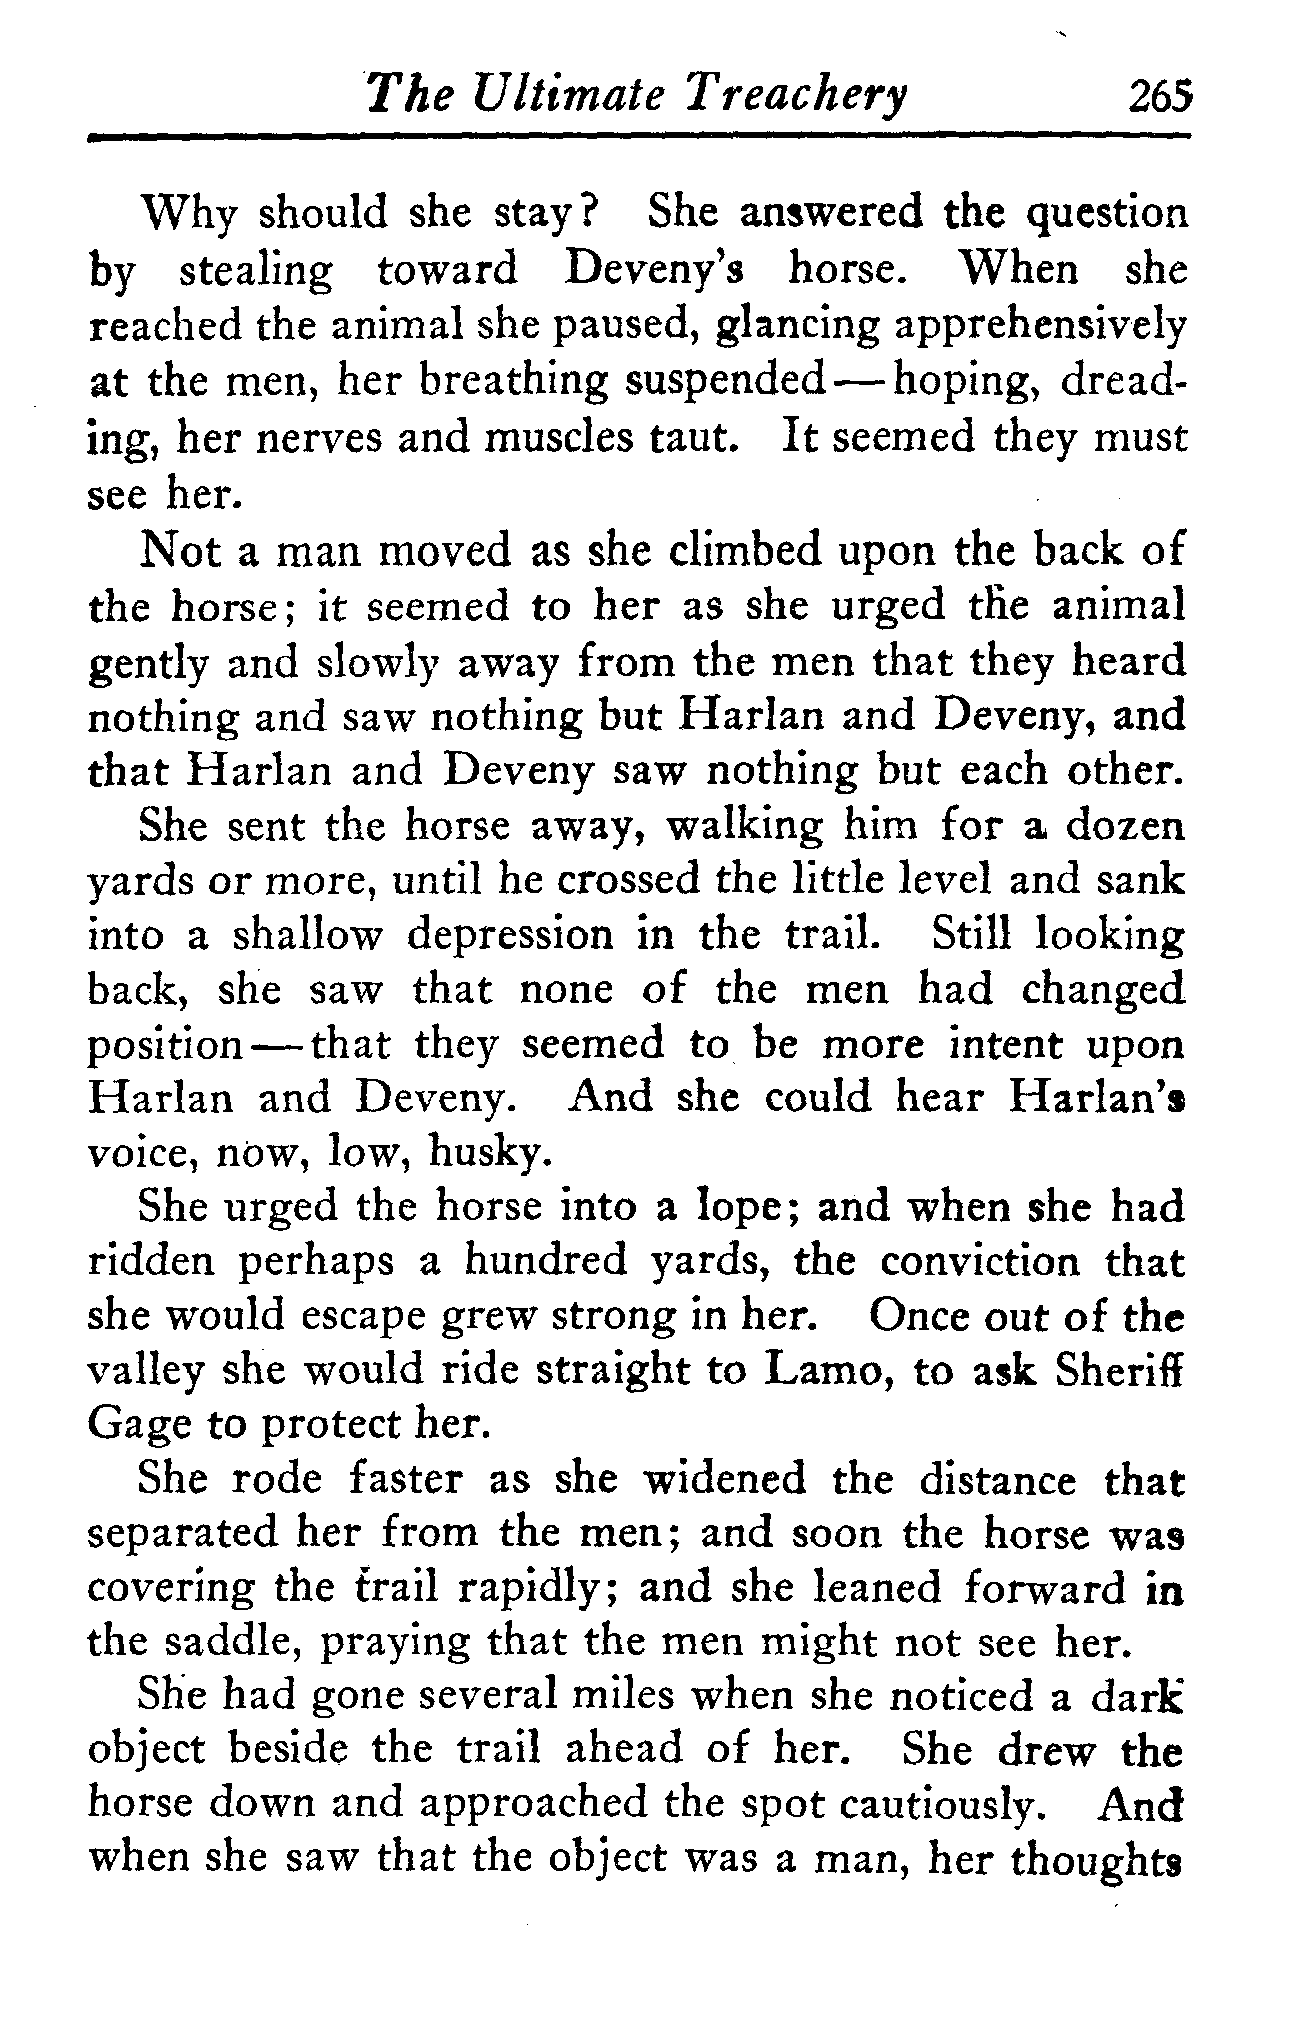 The Ultimate Treachery 265
Why should she stay? She answered the question
by stealing toward Deveny's horse. When she
reached the animal she paused, glancing apprehensively
at the men, her breathing suspended—hoping, dread-
ing, her nerves and muscles taut. It seemed they must
see her.
Not a man moved as she climbed upon the back of
the horse; it seemed to her as she urged the animal
gently and slowly away from the men that they heard
nothing and saw nothing but Harlan and Deveny, and
that Harlan and Deveny saw nothing but each other.
She sent the horse away, walking him for a dozen
yards or more, until he crossed the little level and sank
into a shallow depression in the trail. Still looking
back, she saw that none of the men had changed
position—that they seemed to be more intent upon
Harlan and Deveny. And she could hear Harlan's
voice, now, low, husky.
She urged the horse into a lope; and when she had
ridden perhaps a hundred yards, the conviction that
she would escape grew strong in her. Once out of the
valley she would ride straight to Lamo, to ask Sheriff
Gage to protect her.
She rode faster as she widened the distance that
separated her from the men; and soon the horse was
covering the trail rapidly; and she leaned forward in
the saddle, praying that the men might not see her.
She had gone several miles when she noticed a dark
object beside the trail ahead of her. She drew the
horse down and approached the spot cautiously. And
when she saw that the object was a man, her thoughts